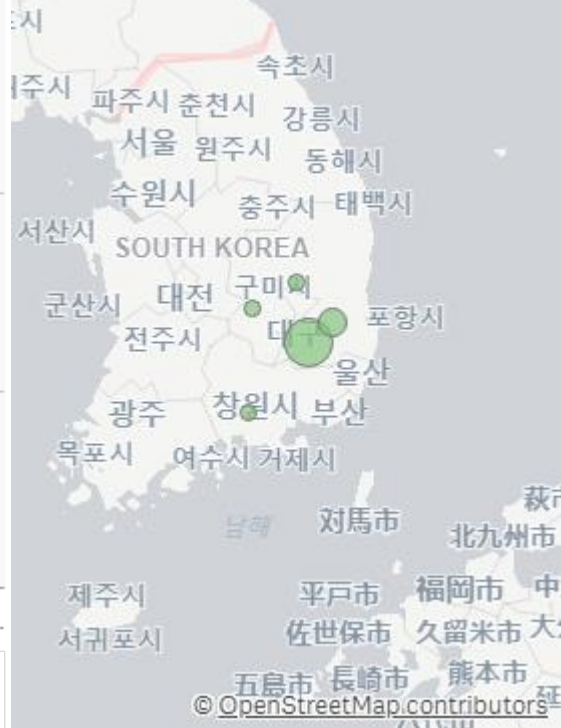 속초시
파주시 춘천시
강릉시
서울 원주시
동해시
수원시
충주시 태백시
서산시
SOUTH KOREA
구미시
대전
군산시
포항시
대구
전주시
울산
창원시 부산
광주
목포시 여수시 거제시
남해
対馬市
北九州市
제주시
平戸市 福岡市
서귀포시
佐世保市 久留米市
五島市 長崎市 熊本市
© OpenStreetMap contributors